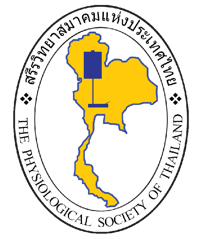 สรีรวิทยาสมาคมแห่งประเทศไทย
THE PHYSIOLOGICAL SOCIETY OF THAILAND